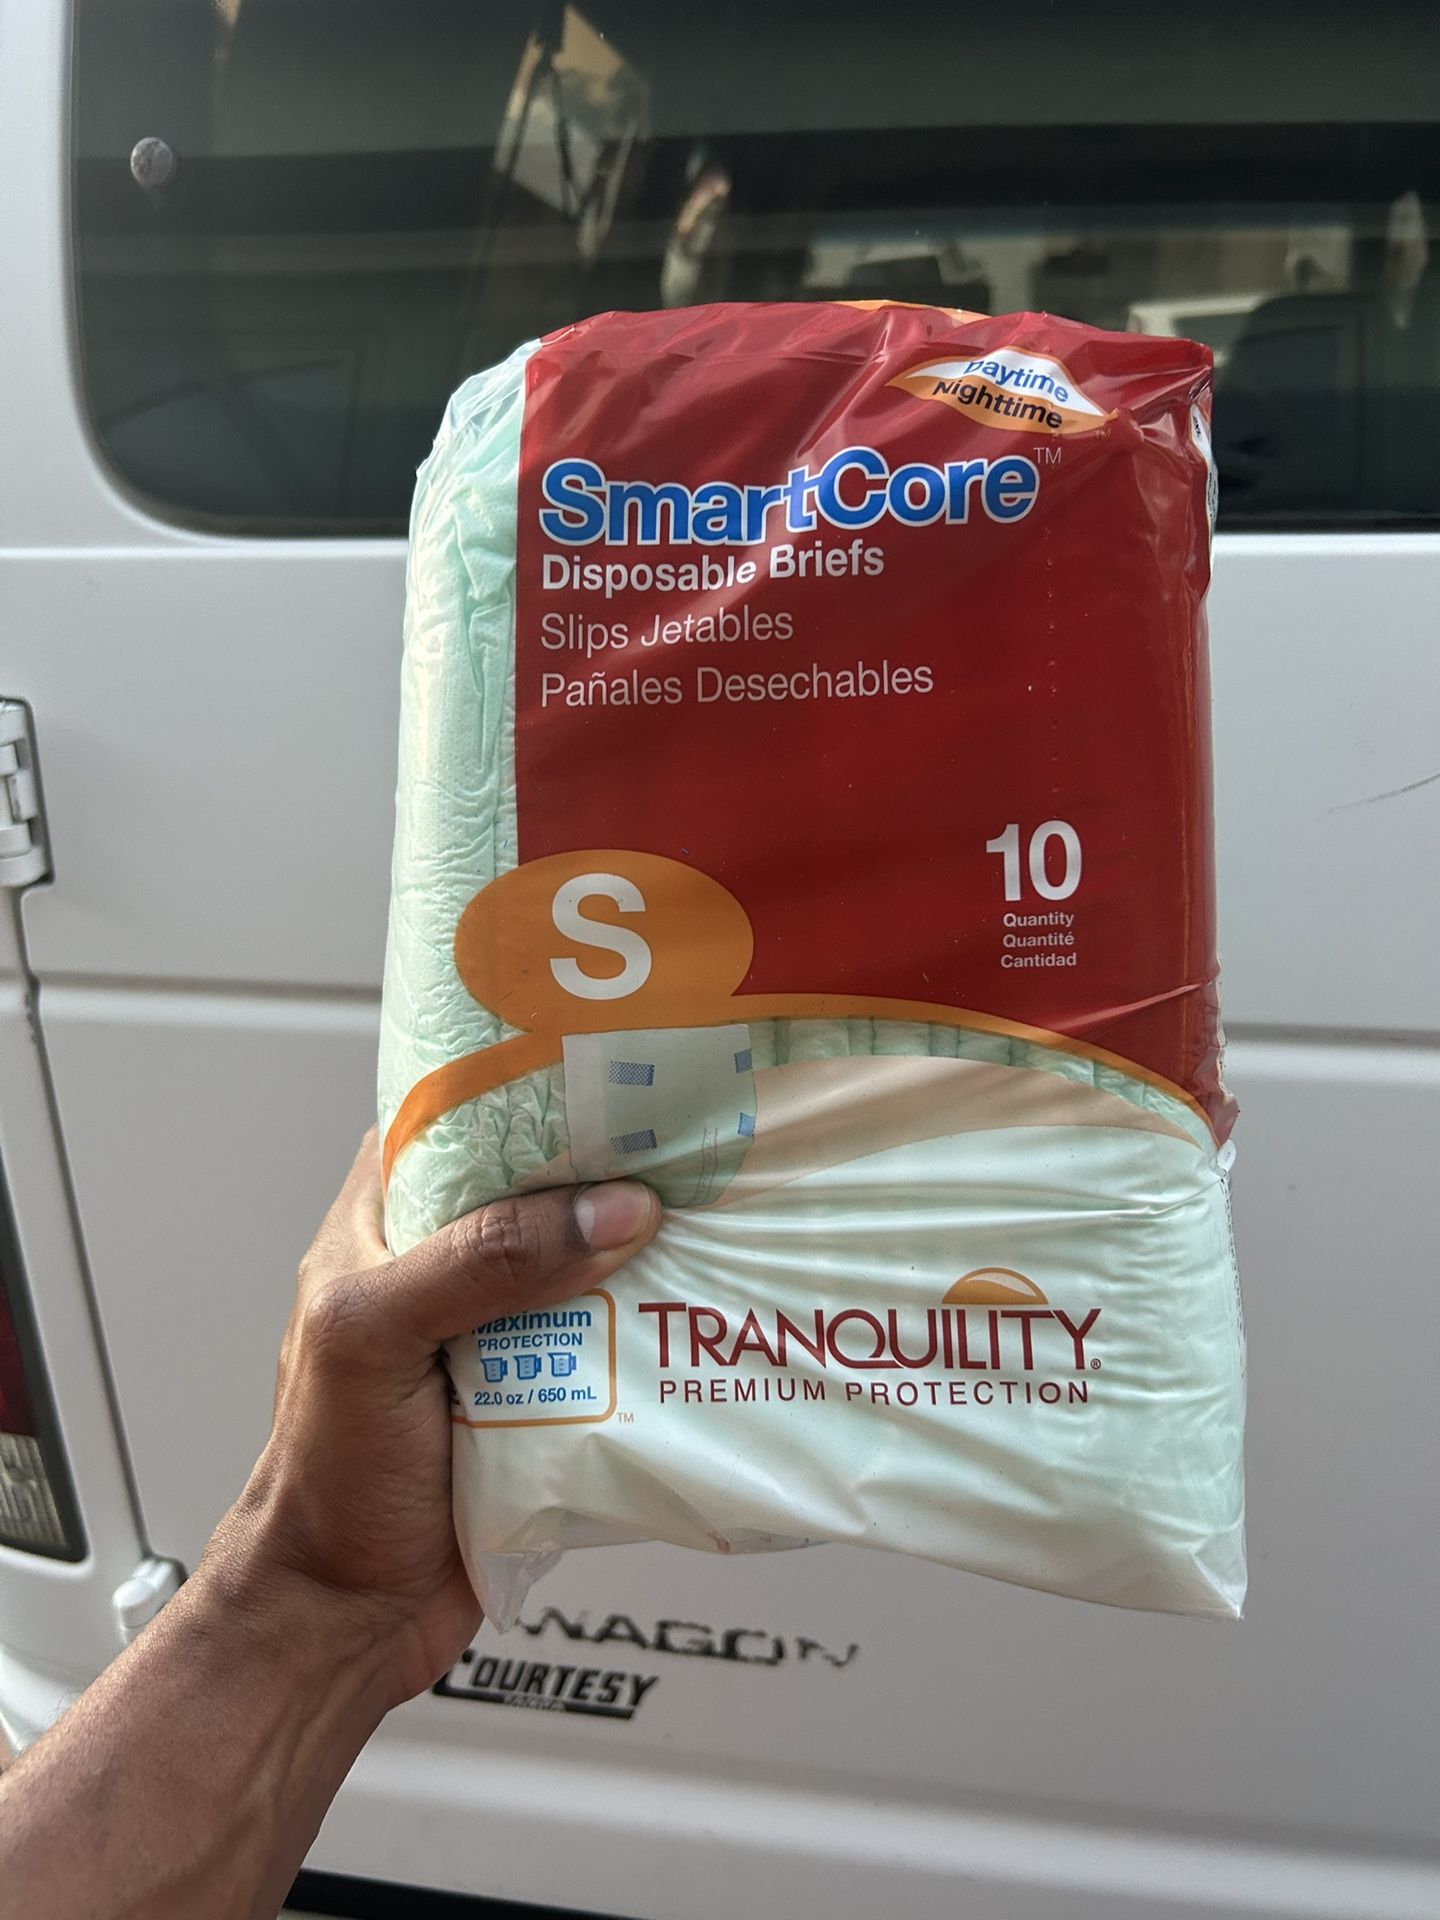 Daytime
Nighttime
SmartCore™
Disposable Briefs
Slips Jetables
Pañales Desechables
10
Quantity
Quantité
Cantidad
S
Maximum
PROTECTION
22.0 oz / 650 mL
™
TRANQUILITY®
PREMIUM PROTECTION
WAGON
COURTESY